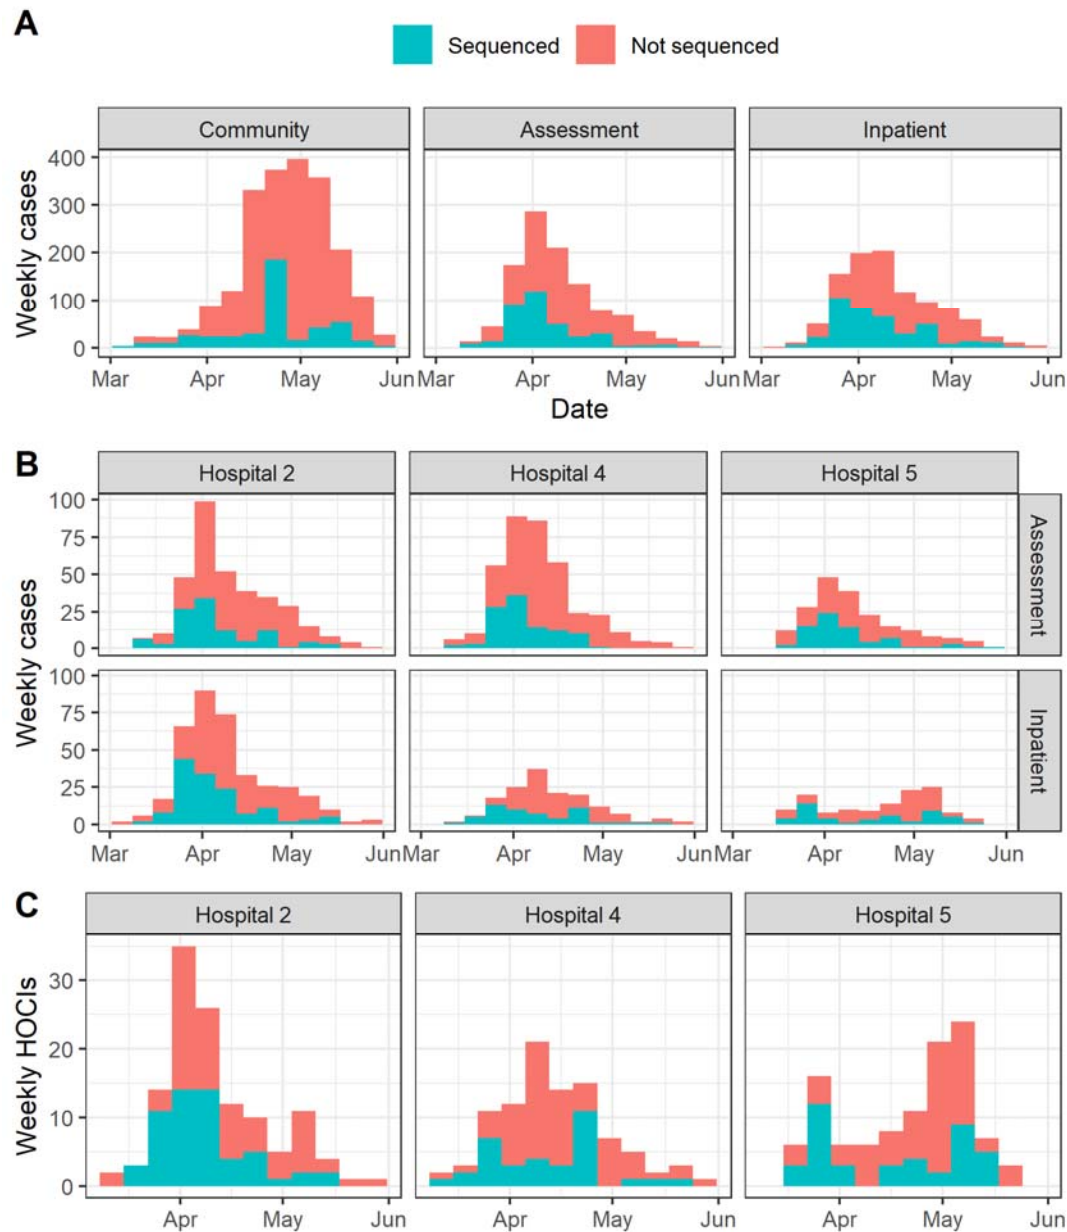 A
Sequenced Not sequenced
Community Assessment Inpatient
Weekly cases
400
300
200
100
0
Mar Apr May Jun Mar Apr May Jun Mar Apr May Jun
Date
B
Hospital 2 Hospital 4 Hospital 5
Weekly cases
100
75
50
25
0
Assessment
100
75
50
25
0
Inpatient
Mar Apr May Jun Mar Apr May Jun Mar Apr May Jun
C
Hospital 2 Hospital 4 Hospital 5
Weekly HOCIs
30
20
10
0
Apr May Jun Apr May Jun Apr May Jun